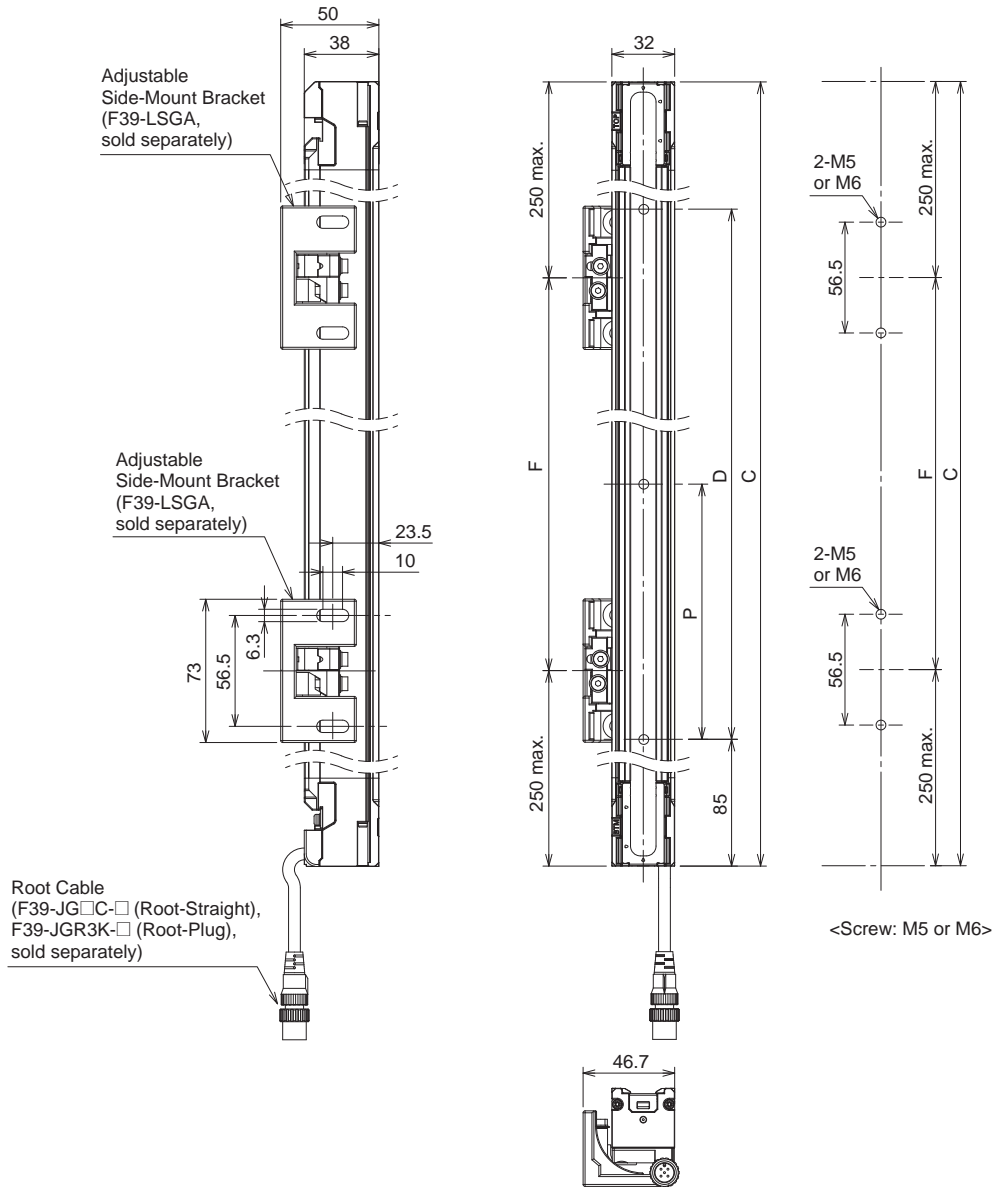 50
38
32
Adjustable
Side-Mount Bracket
(F39-LSGA,
sold separately)
TOP
250 max.
250 max.
2-M5
or M6
56.5
F
D
C
F
C
Adjustable
Side-Mount Bracket
(F39-LSGA,
sold separately)
23.5
10
2-M5
or M6
P
6.3
56.5
73
56.5
250 max.
85
250 max.
BTM
Root Cable
(F39-JG□C-□ (Root-Straight),
F39-JGR3K-□ (Root-Plug),
sold separately)
<Screw: M5 or M6>
46.7